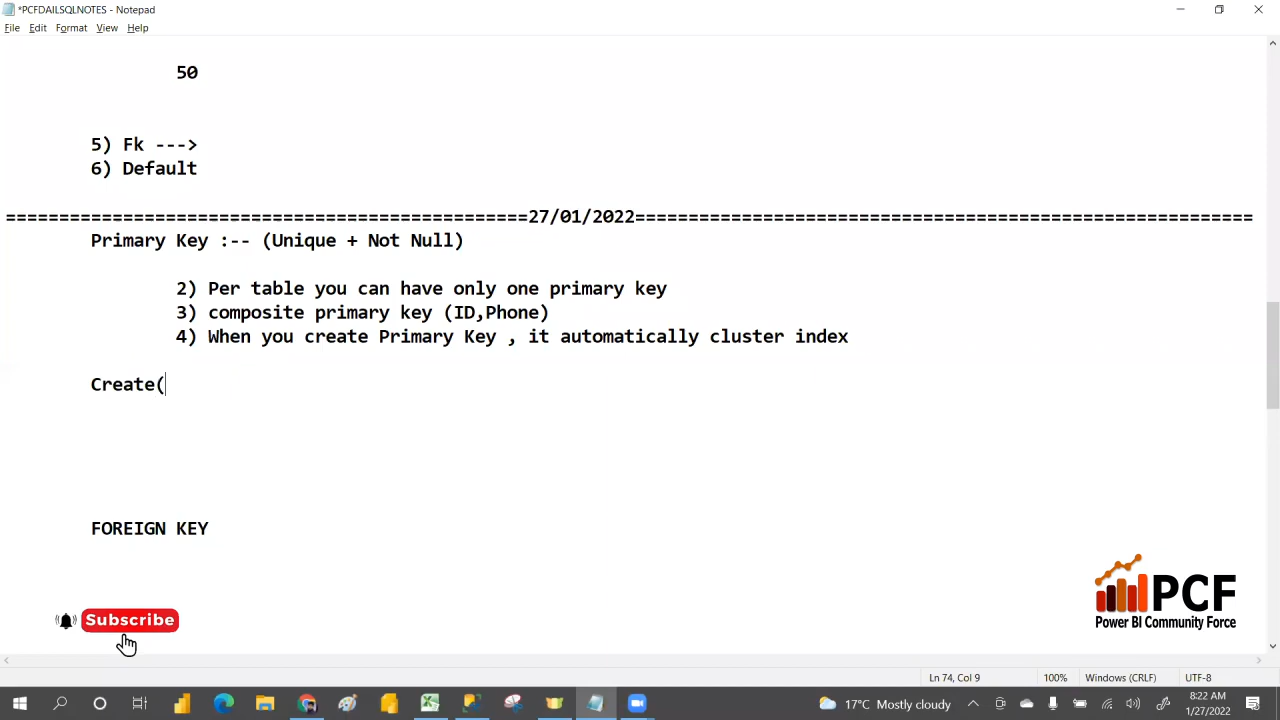 *PCFDAILSQLNOTES - Notepad
File Edit Format View Help
50
5) Fk --->
6) Default
=================================================27/01/2022==========================================================
Primary Key :-- (Unique + Not Null)
2) Per table you can have only one primary key
3) composite primary key (ID,Phone)
4) When you create Primary Key , it automatically cluster index
Create(
FOREIGN KEY
PCF
Power BI Community Force
Subscribe
Ln 74, Col 9
100%
Windows (CRLF)
UTF-8
17°C Mostly cloudy
8:22 AM
1/27/2022